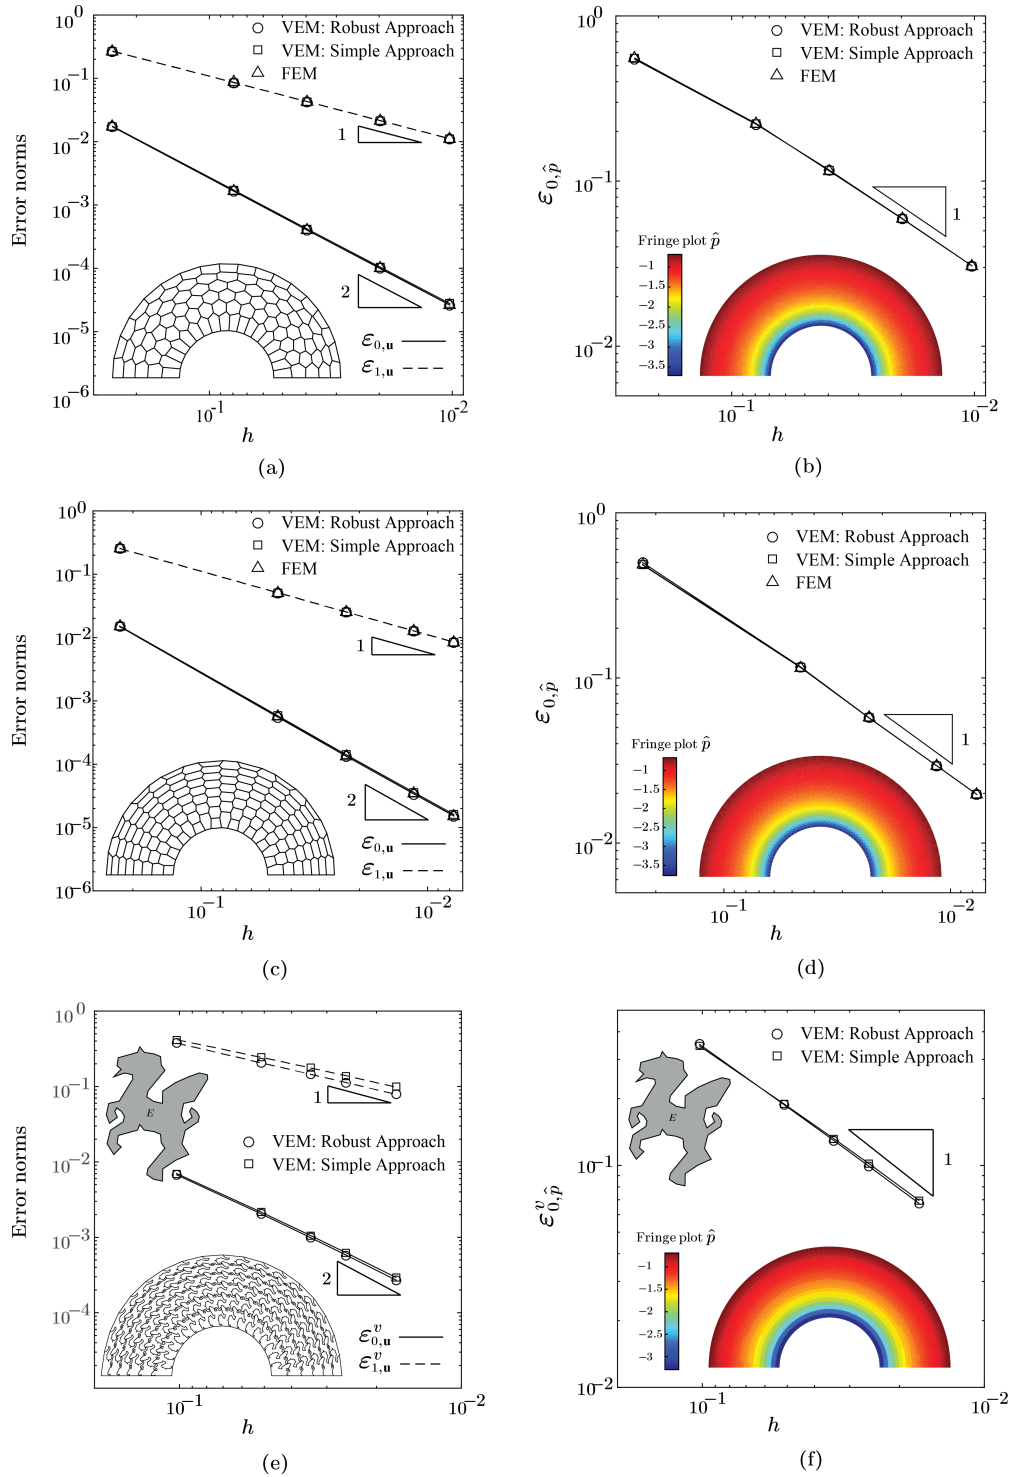 10^0
10^-1
10^-2
10^-3
10^-4
10^-5
10^-6
Error norms
VEM: Robust Approach
VEM: Simple Approach
FEM
1
2
ε_{0,u}
ε_{1,u}
10^-1
10^-2
h
(a)
10^0
10^-1
10^-2
ε_{0,p̂}
VEM: Robust Approach
VEM: Simple Approach
FEM
1
Fringe plot p̂
-1
-1.5
-2
-2.5
-3
-3.5
10^-1
10^-2
h
(b)
10^0
10^-1
10^-2
10^-3
10^-4
10^-5
10^-6
Error norms
VEM: Robust Approach
VEM: Simple Approach
FEM
1
2
ε_{0,u}
ε_{1,u}
10^-1
10^-2
h
(c)
10^0
10^-1
10^-2
ε_{0,p̂}
VEM: Robust Approach
VEM: Simple Approach
FEM
1
Fringe plot p̂
-1
-1.5
-2
-2.5
-3
-3.5
10^-1
10^-2
h
(d)
10^0
10^-1
10^-2
10^-3
10^-4
Error norms
E
1
VEM: Robust Approach
VEM: Simple Approach
2
ε^v_{0,u}
ε^v_{1,u}
10^-1
10^-2
h
(e)
10^-1
10^-2
ε^v_{0,p̂}
VEM: Robust Approach
VEM: Simple Approach
E
1
Fringe plot p̂
-1
-1.5
-2
-2.5
-3
10^-1
10^-2
h
(f)